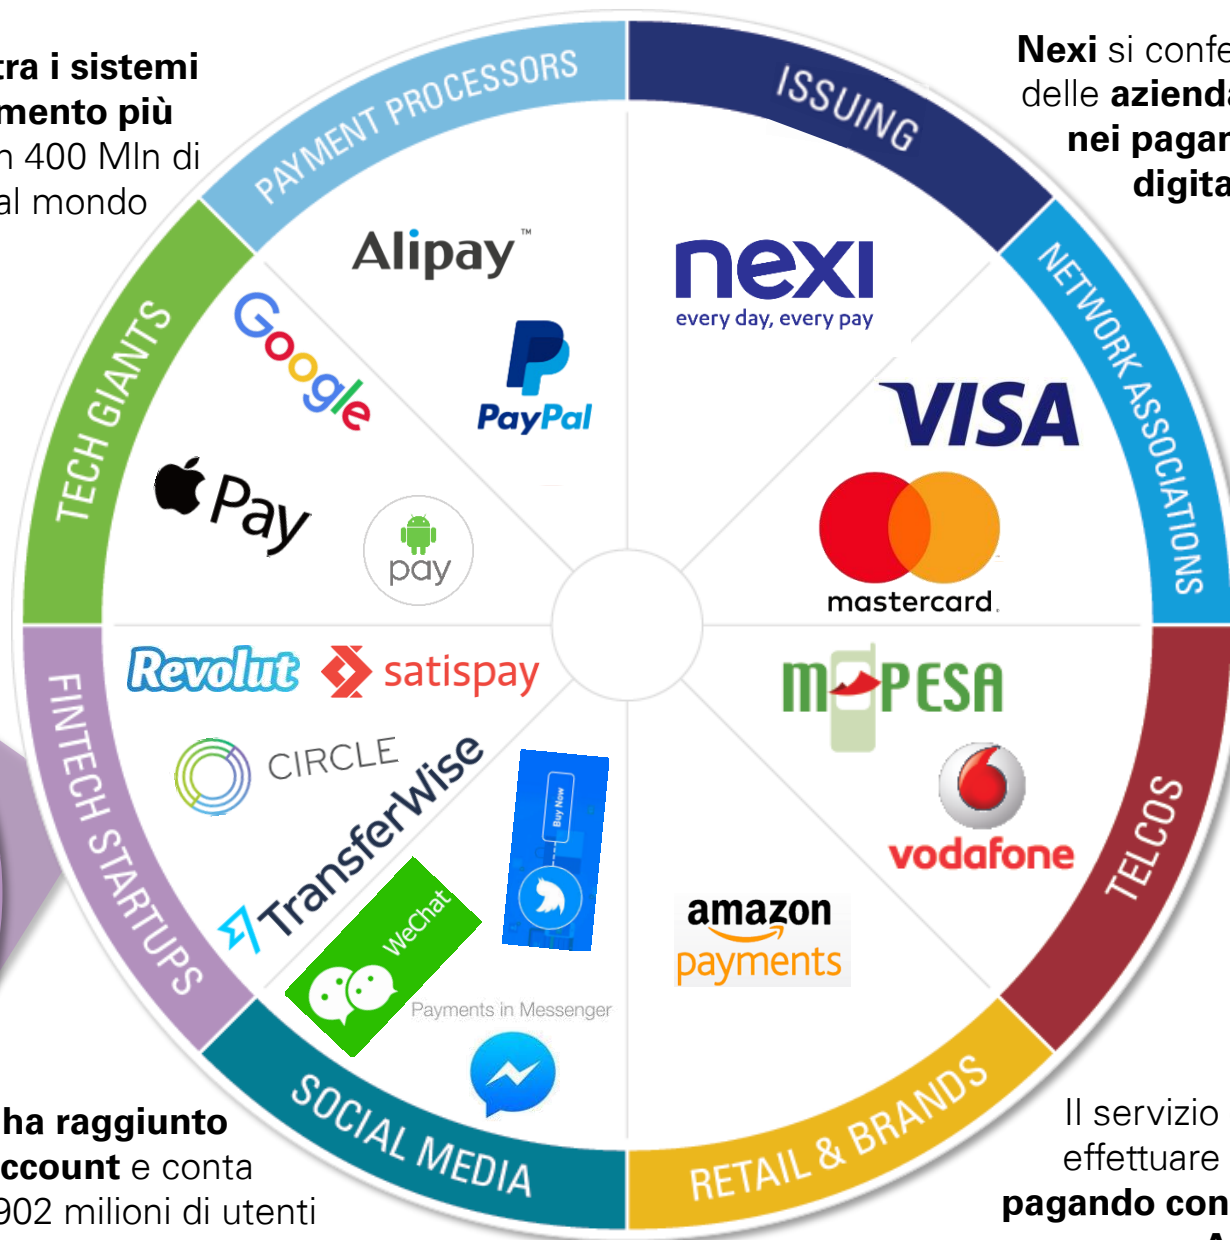 tra i sistemi
mento più
n 400 Mln di
al mondo
Nexi si confe
delle azienda
nei pagan
digita
PAYMENT PROCESSORS
ISSUING
NETWORK ASSOCIATIONS
TELCOS
RETAIL & BRANDS
SOCIAL MEDIA
FINTECH STARTUPS
TECH GIANTS
Alipay™
PayPal
nexi
every day, every pay
Google
Pay
pay
VISA
mastercard.
Revolut
satispay
CIRCLE
TransferWise
m-PESA
vodafone
Buy Now
WeChat
Payments in Messenger
amazon
payments
ha raggiunto
ccount e conta
902 milioni di utenti
Il servizio
effettuare
pagando con